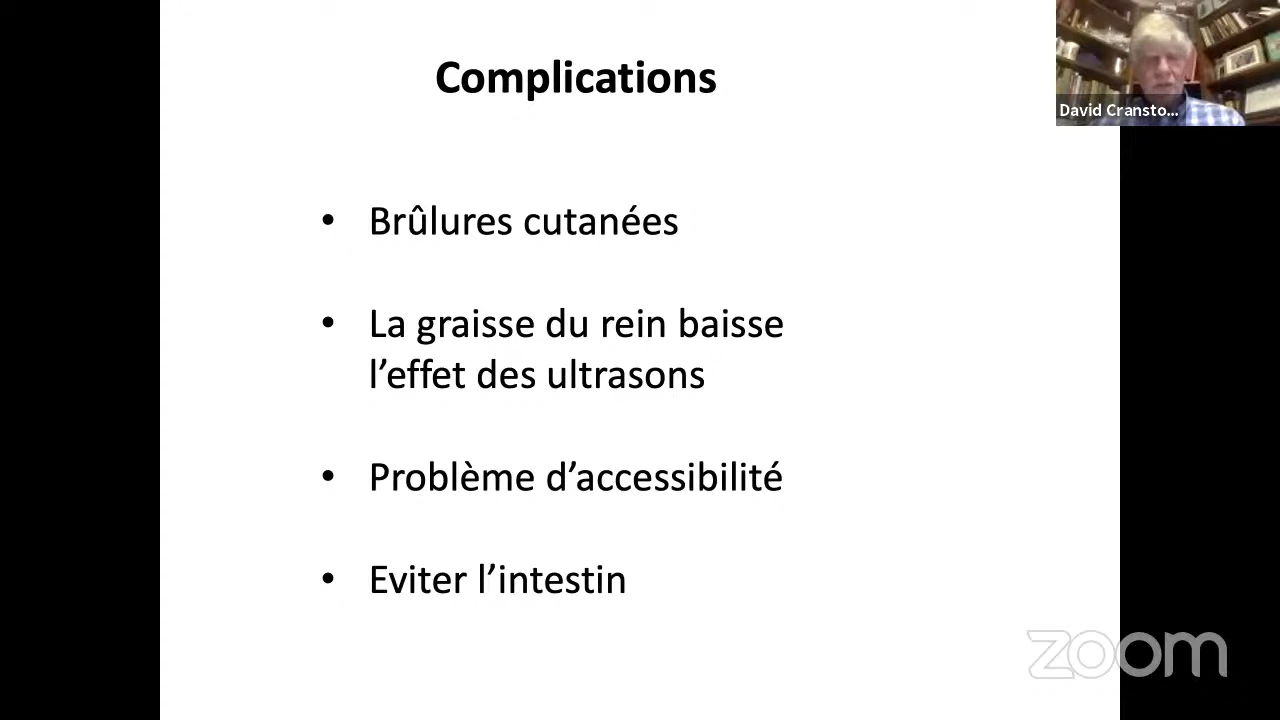 Complications
David Cransto...
• Brûlures cutanées
• La graisse du rein baisse
l’effet des ultrasons
• Problème d’accessibilité
• Eviter l’intestin
zoom